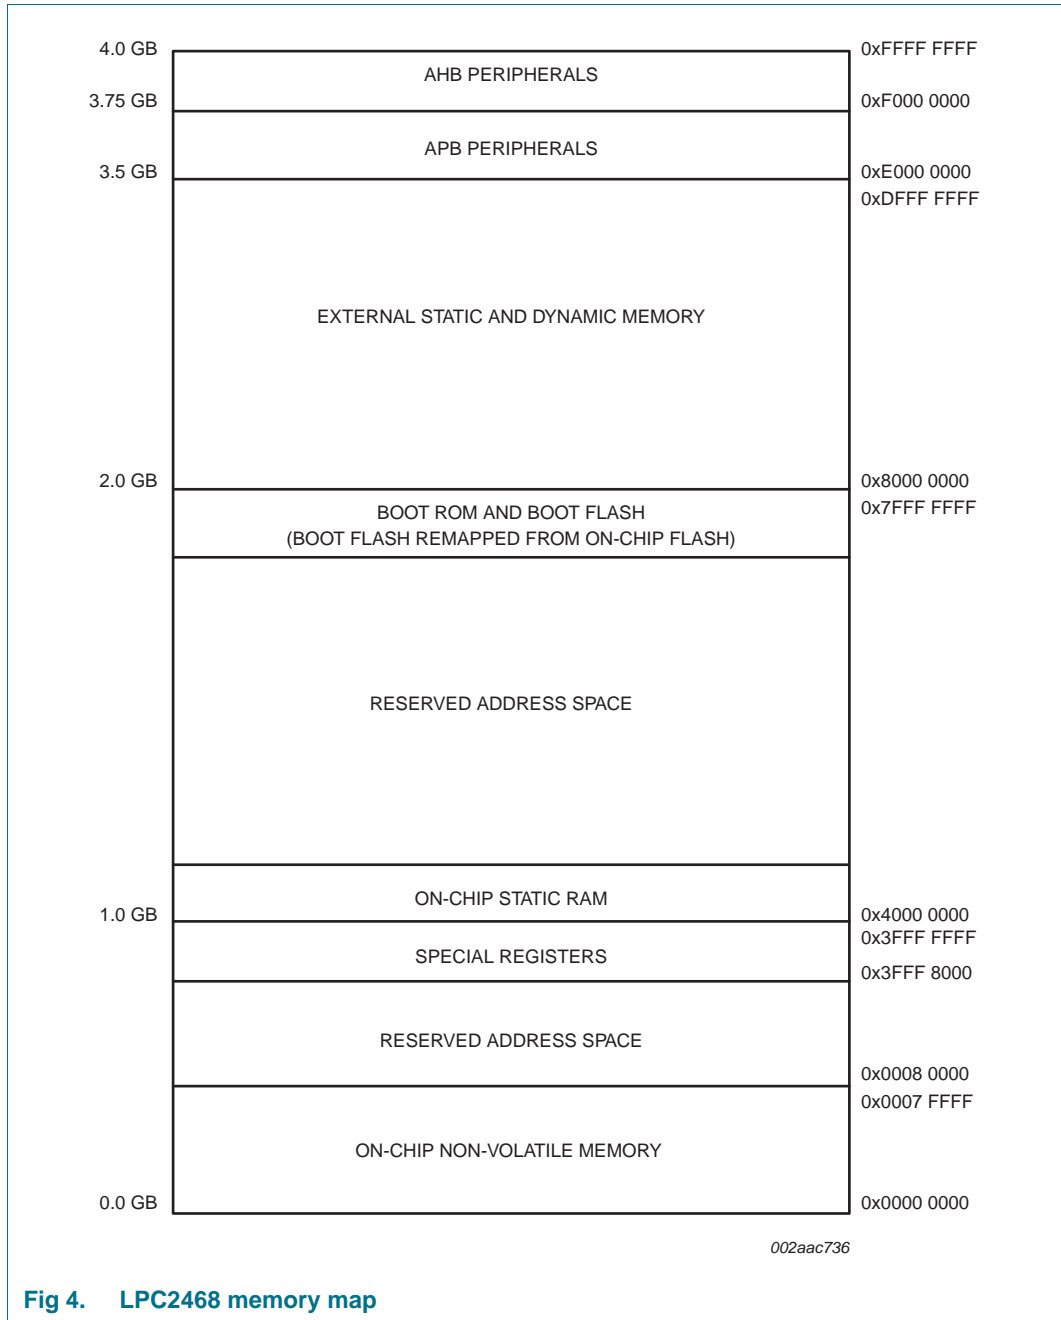 4.0 GB
0xFFFF FFFF
AHB PERIPHERALS
3.75 GB
0xF000 0000
APB PERIPHERALS
3.5 GB
0xE000 0000
0xDFFF FFFF
EXTERNAL STATIC AND DYNAMIC MEMORY
2.0 GB
0x8000 0000
0x7FFF FFFF
BOOT ROM AND BOOT FLASH
(BOOT FLASH REMAPPED FROM ON-CHIP FLASH)
RESERVED ADDRESS SPACE
ON-CHIP STATIC RAM
1.0 GB
0x4000 0000
0x3FFF FFFF
SPECIAL REGISTERS
0x3FFF 8000
RESERVED ADDRESS SPACE
0x0008 0000
0x0007 FFFF
ON-CHIP NON-VOLATILE MEMORY
0.0 GB
0x0000 0000
002aac736
Fig 4. LPC2468 memory map